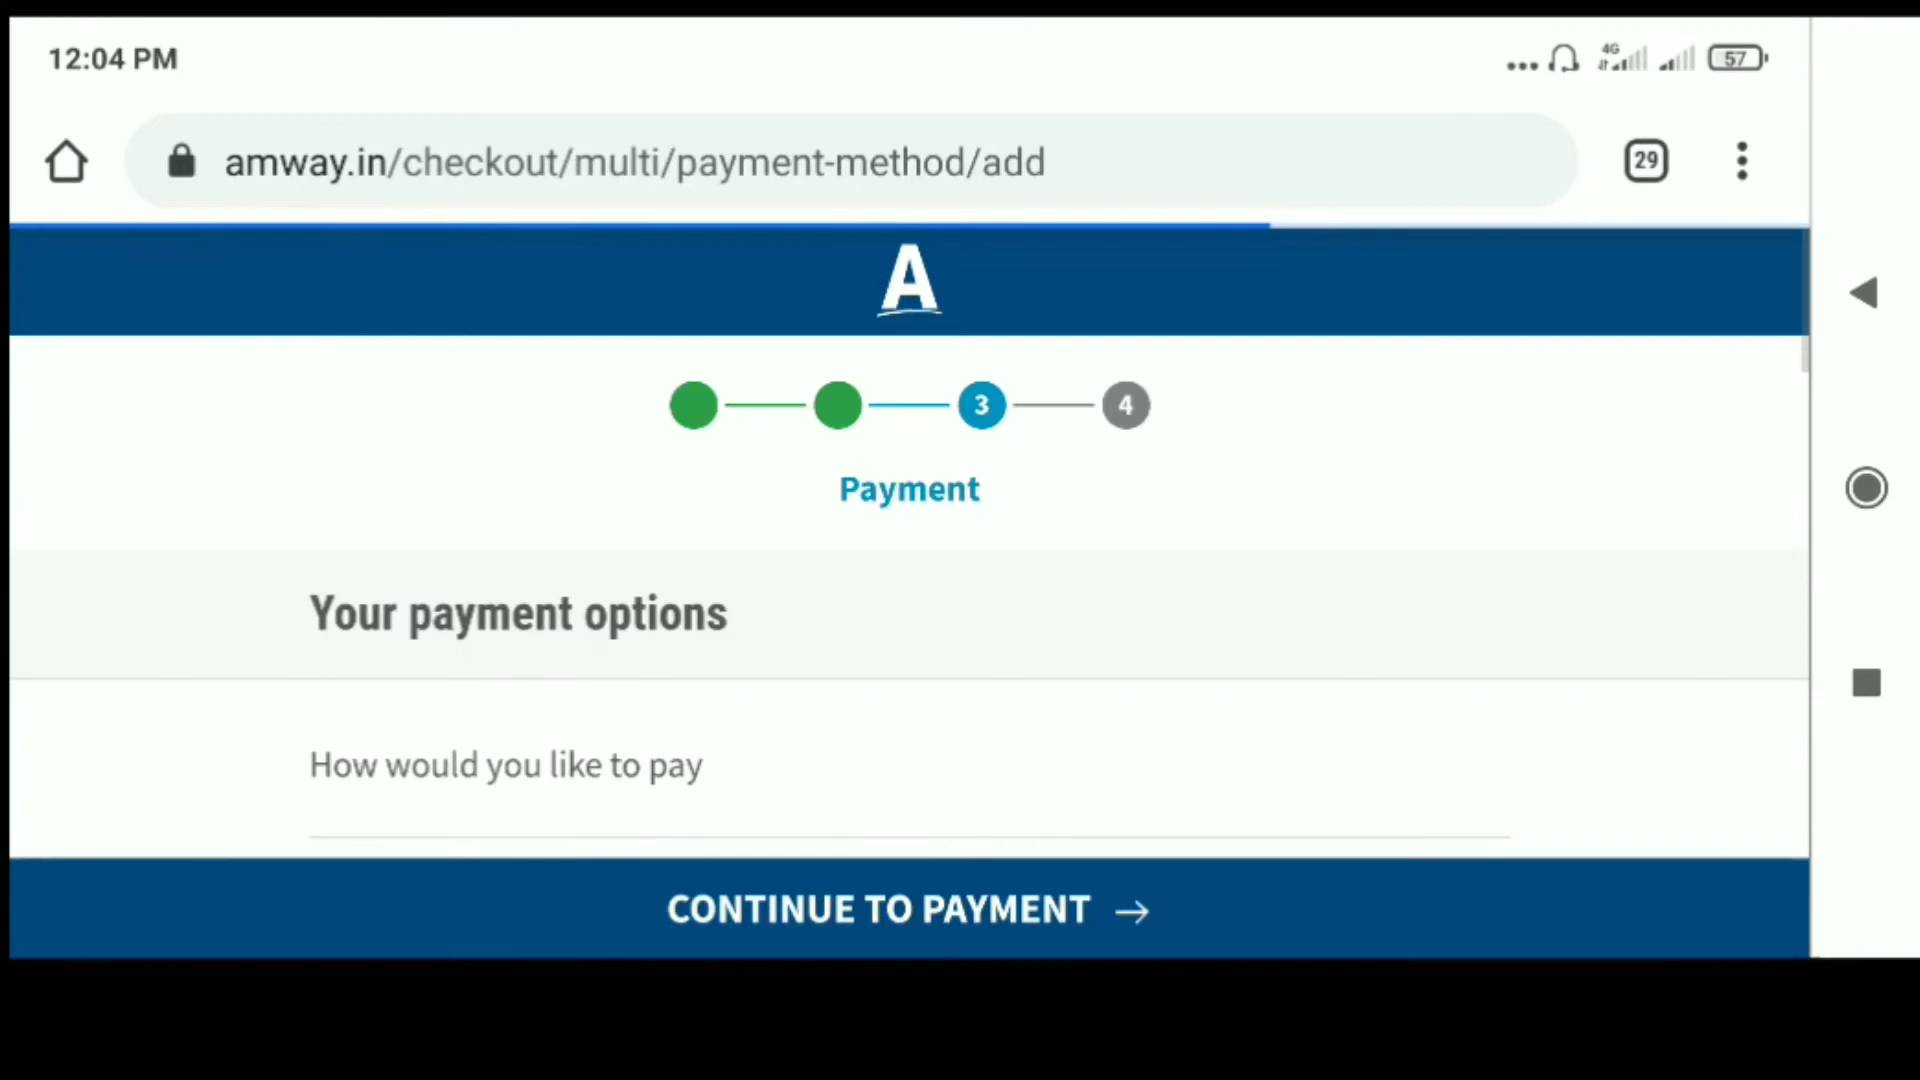 12:04 PM
4G
57
amway.in/checkout/multi/payment-method/add
29
A
3
4
Payment
Your payment options
How would you like to pay
CONTINUE TO PAYMENT →